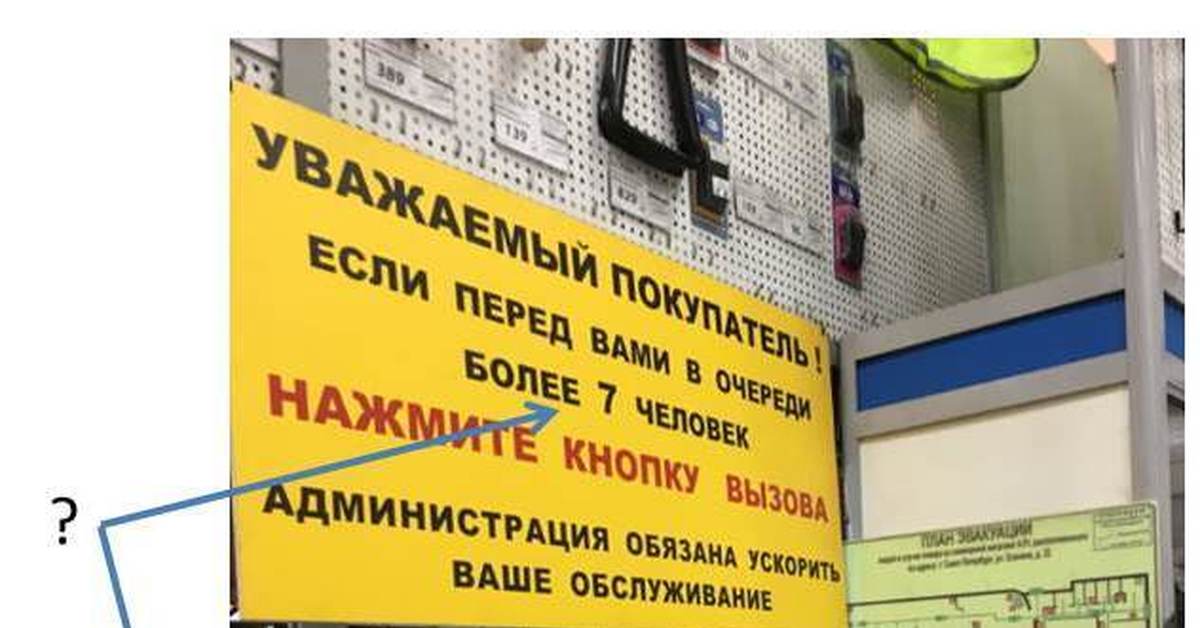 389
139
УВАЖАЕМЫЙ ПОКУПАТЕЛЬ!
ЕСЛИ ПЕРЕД ВАМИ В ОЧЕРЕДИ
БОЛЕЕ 7 ЧЕЛОВЕК
НАЖМИТЕ КНОПКУ ВЫЗОВА
АДМИНИСТРАЦИЯ ОБЯЗАНА УСКОРИТЬ
ВАШЕ ОБСЛУЖИВАНИЕ
?
ПЛАН ЭВАКУАЦИИ